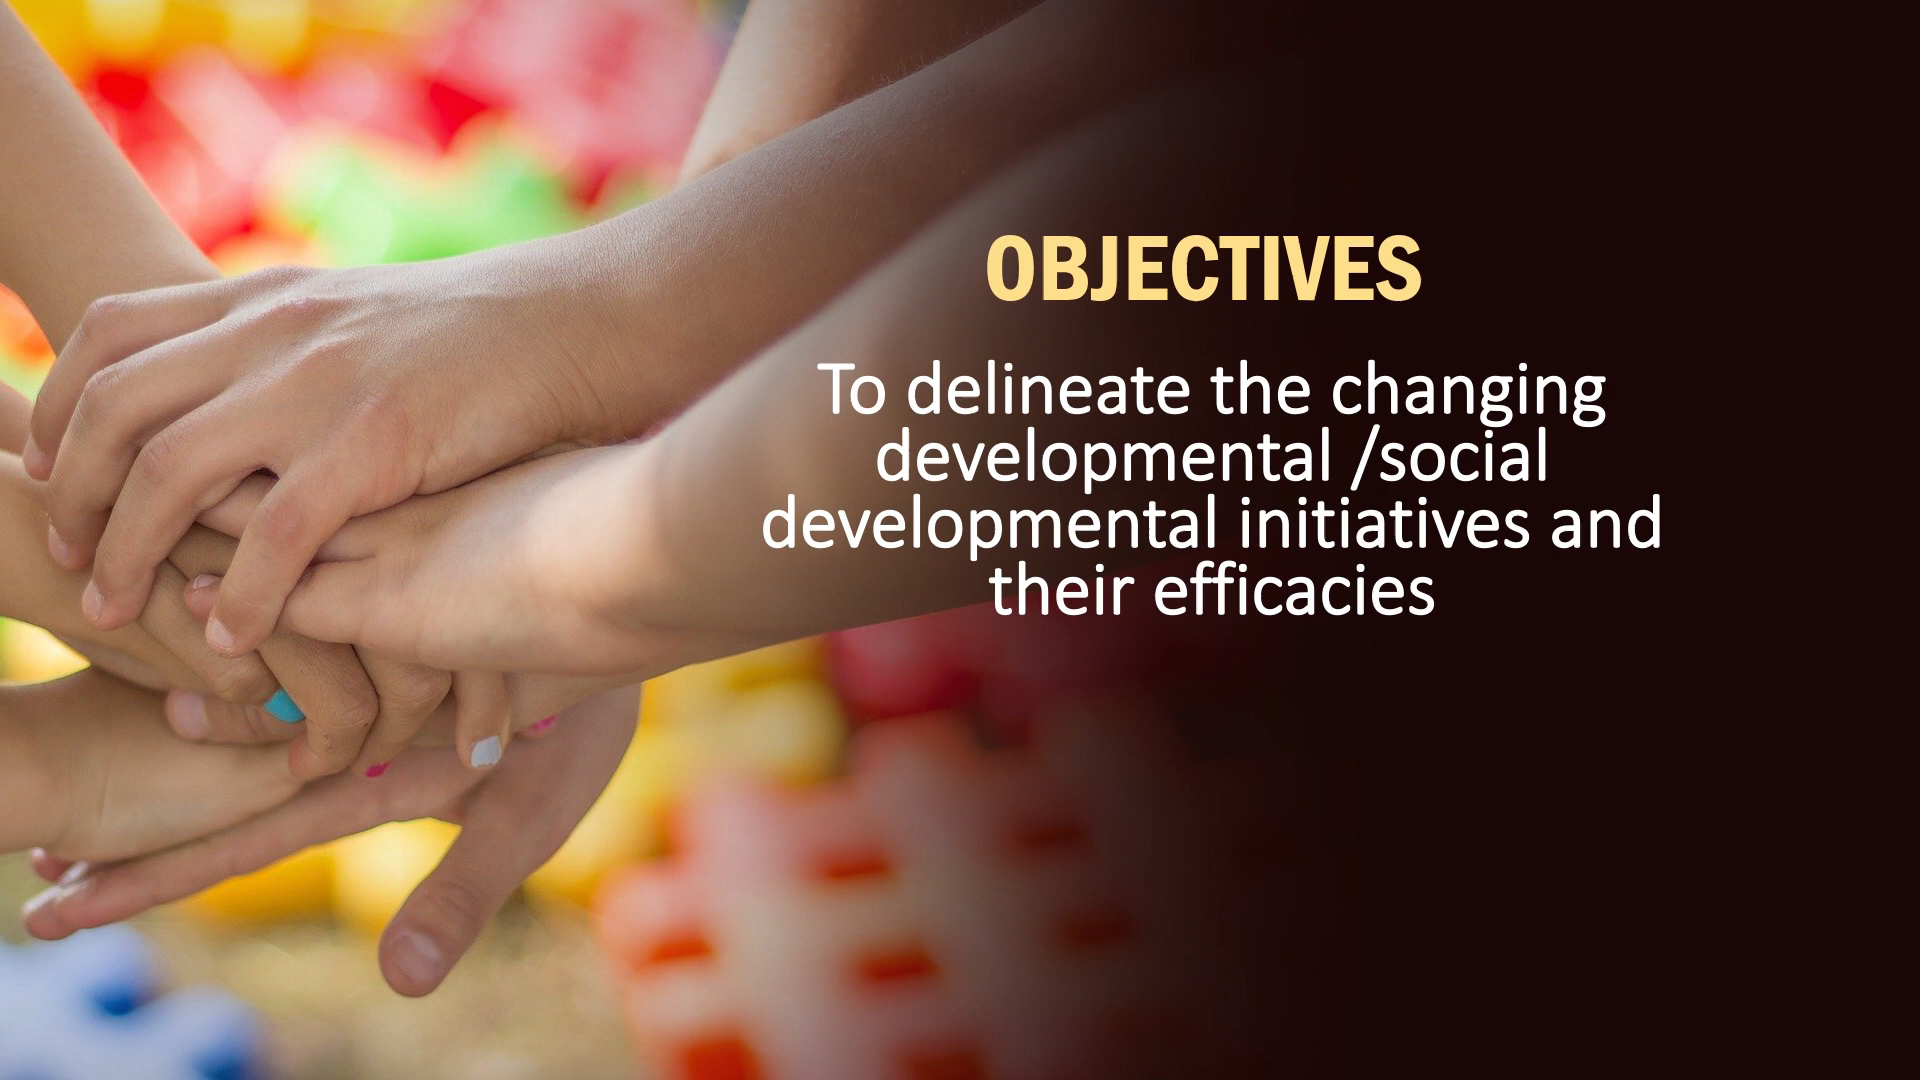 OBJECTIVES
To delineate the changing
developmental /social
developmental initiatives and
their efficacies